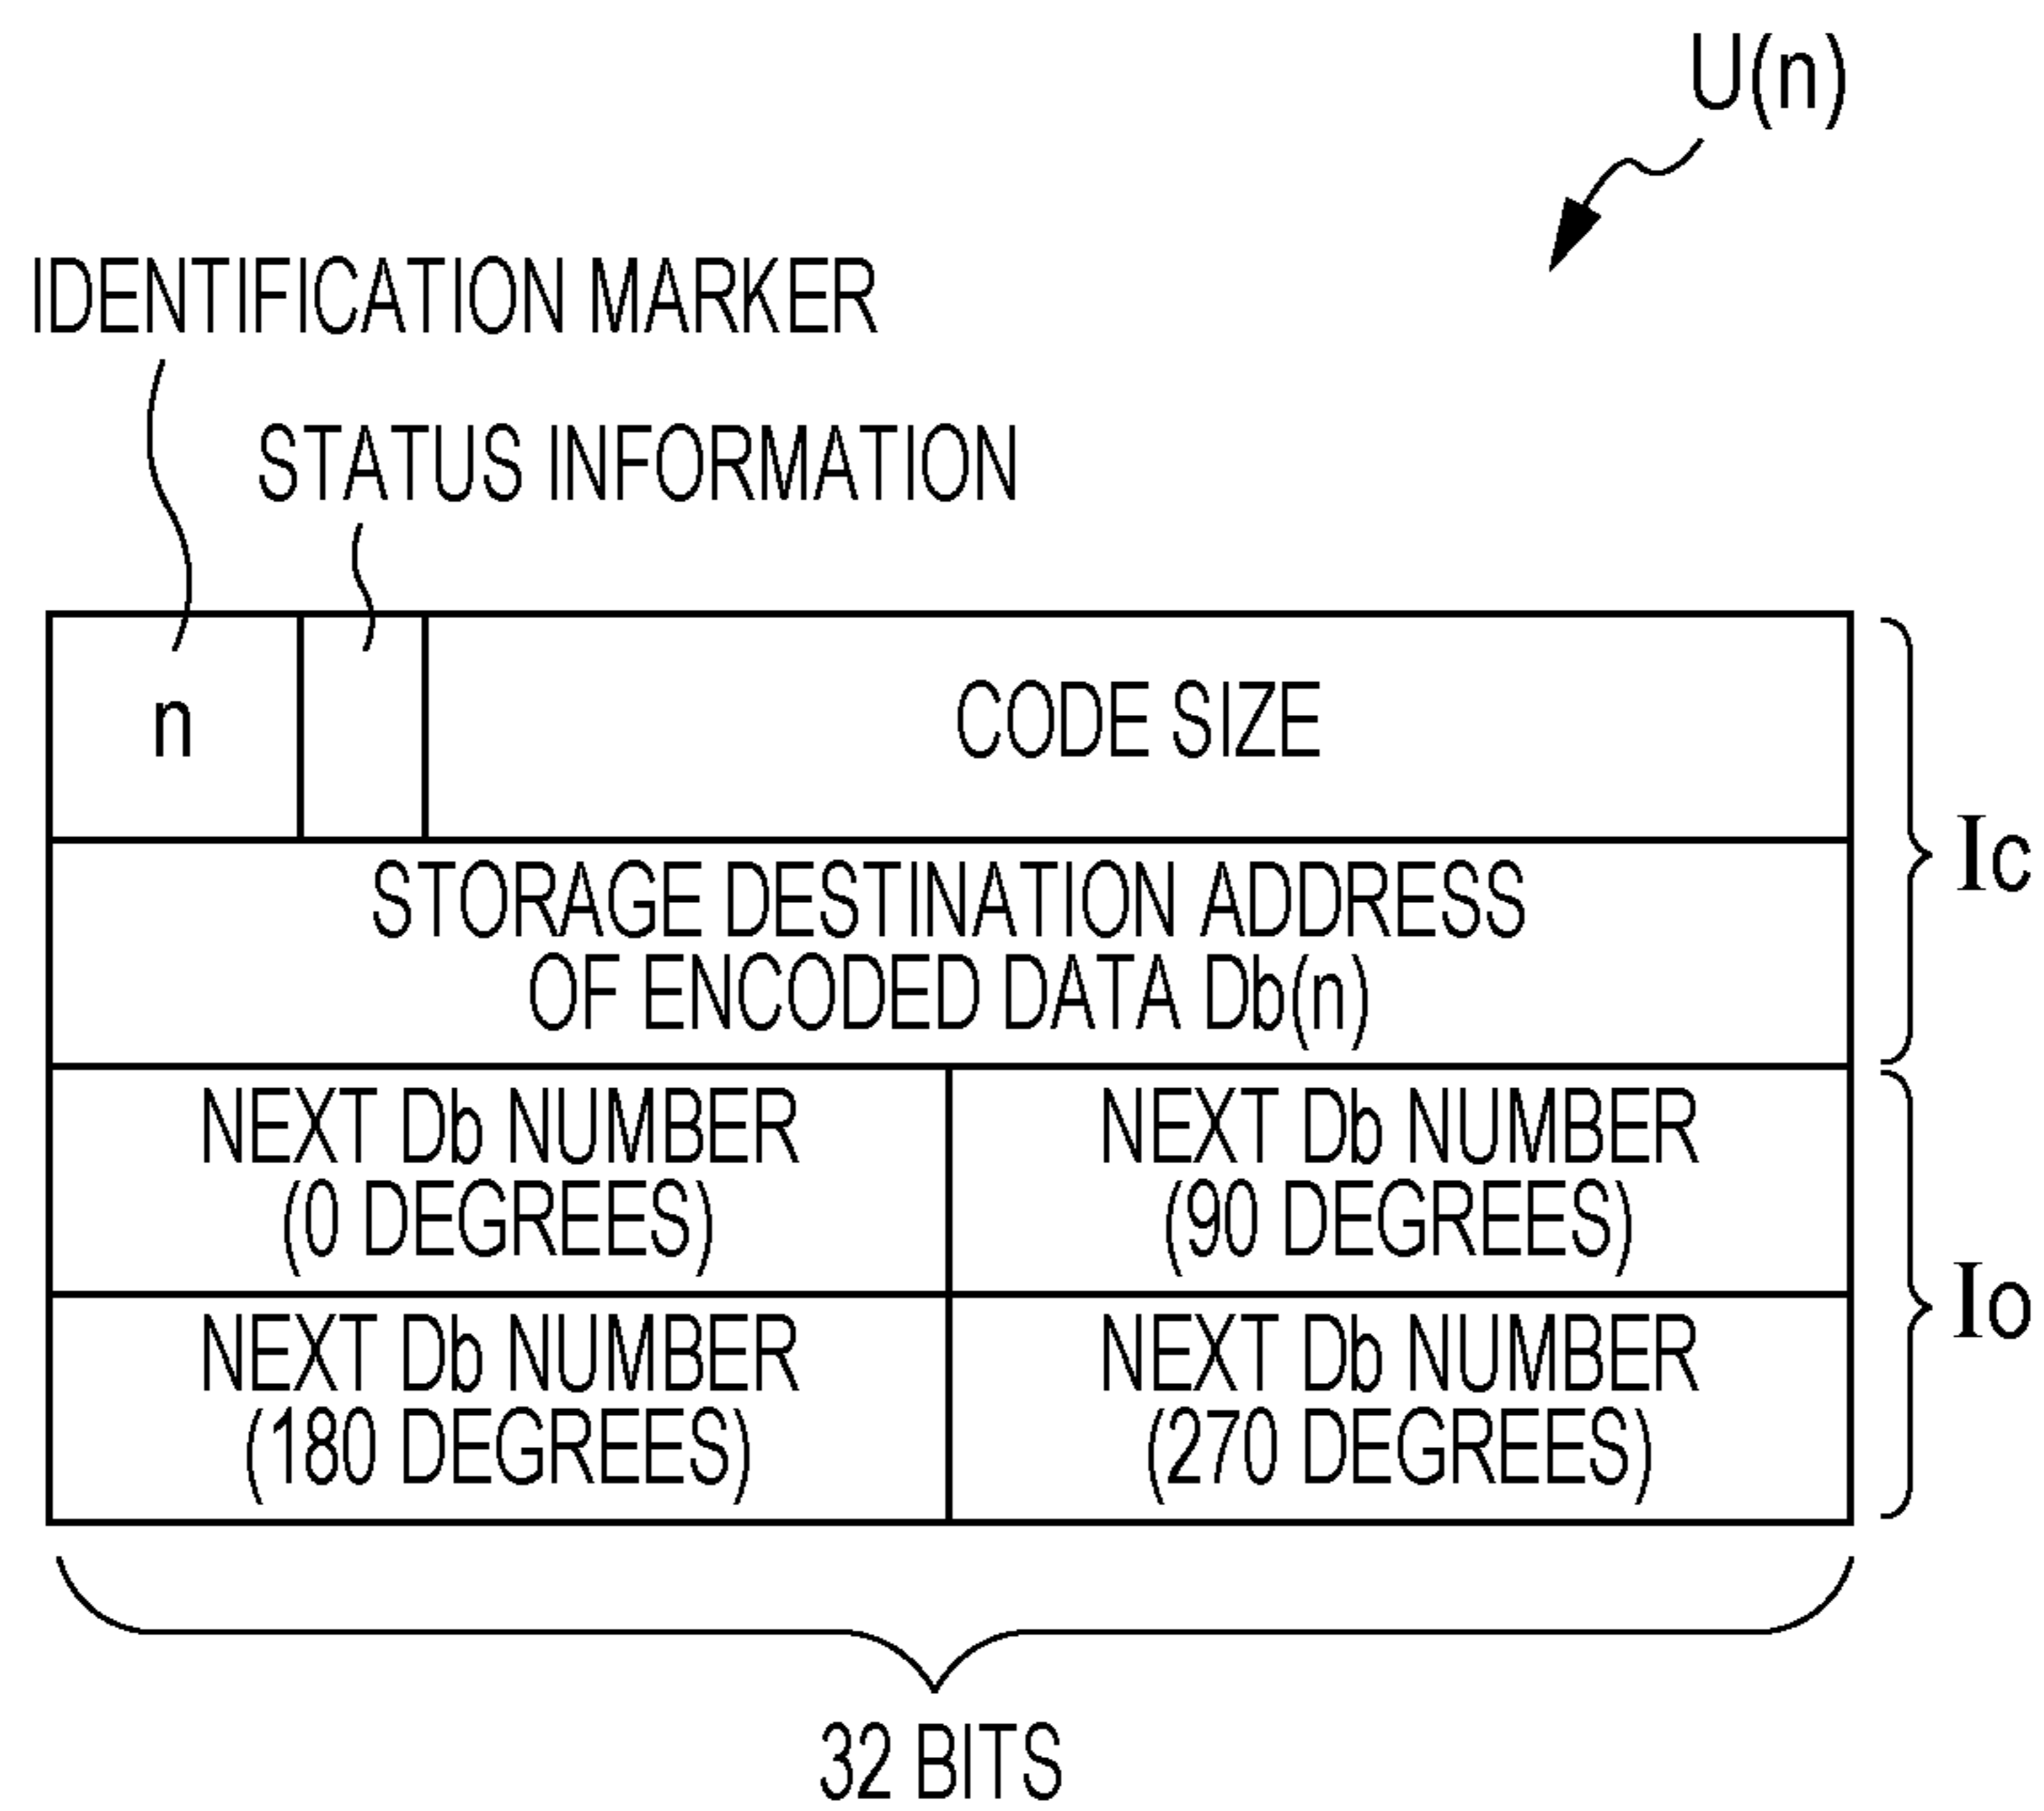 U(n)
IDENTIFICATION MARKER
STATUS INFORMATION
n
CODE SIZE
Ic
STORAGE DESTINATION ADDRESS
OF ENCODED DATA Db(n)
NEXT Db NUMBER
(0 DEGREES)
NEXT Db NUMBER
(90 DEGREES)
Io
NEXT Db NUMBER
(180 DEGREES)
NEXT Db NUMBER
(270 DEGREES)
32 BITS